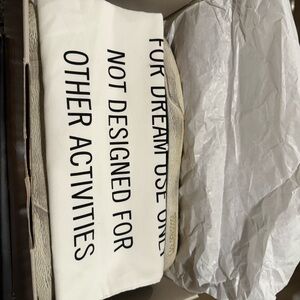 FOR DREAM USE ONLY
NOT DESIGNED FOR
OTHER ACTIVITIES